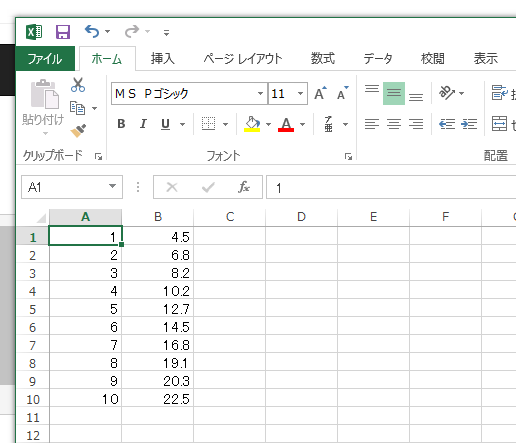 ファイル ホーム 挿入 ページ レイアウト 数式 データ 校閲 表示
貼り付け
ＭＳ Ｐゴシック 11 A A
B I U A 亜
クリップボード フォント 配置
A1 fx 1
A B C D E F
1 1 4.5
2 2 6.8
3 3 8.2
4 4 10.2
5 5 12.7
6 6 14.5
7 7 16.8
8 8 19.1
9 9 20.3
10 10 22.5
11
12